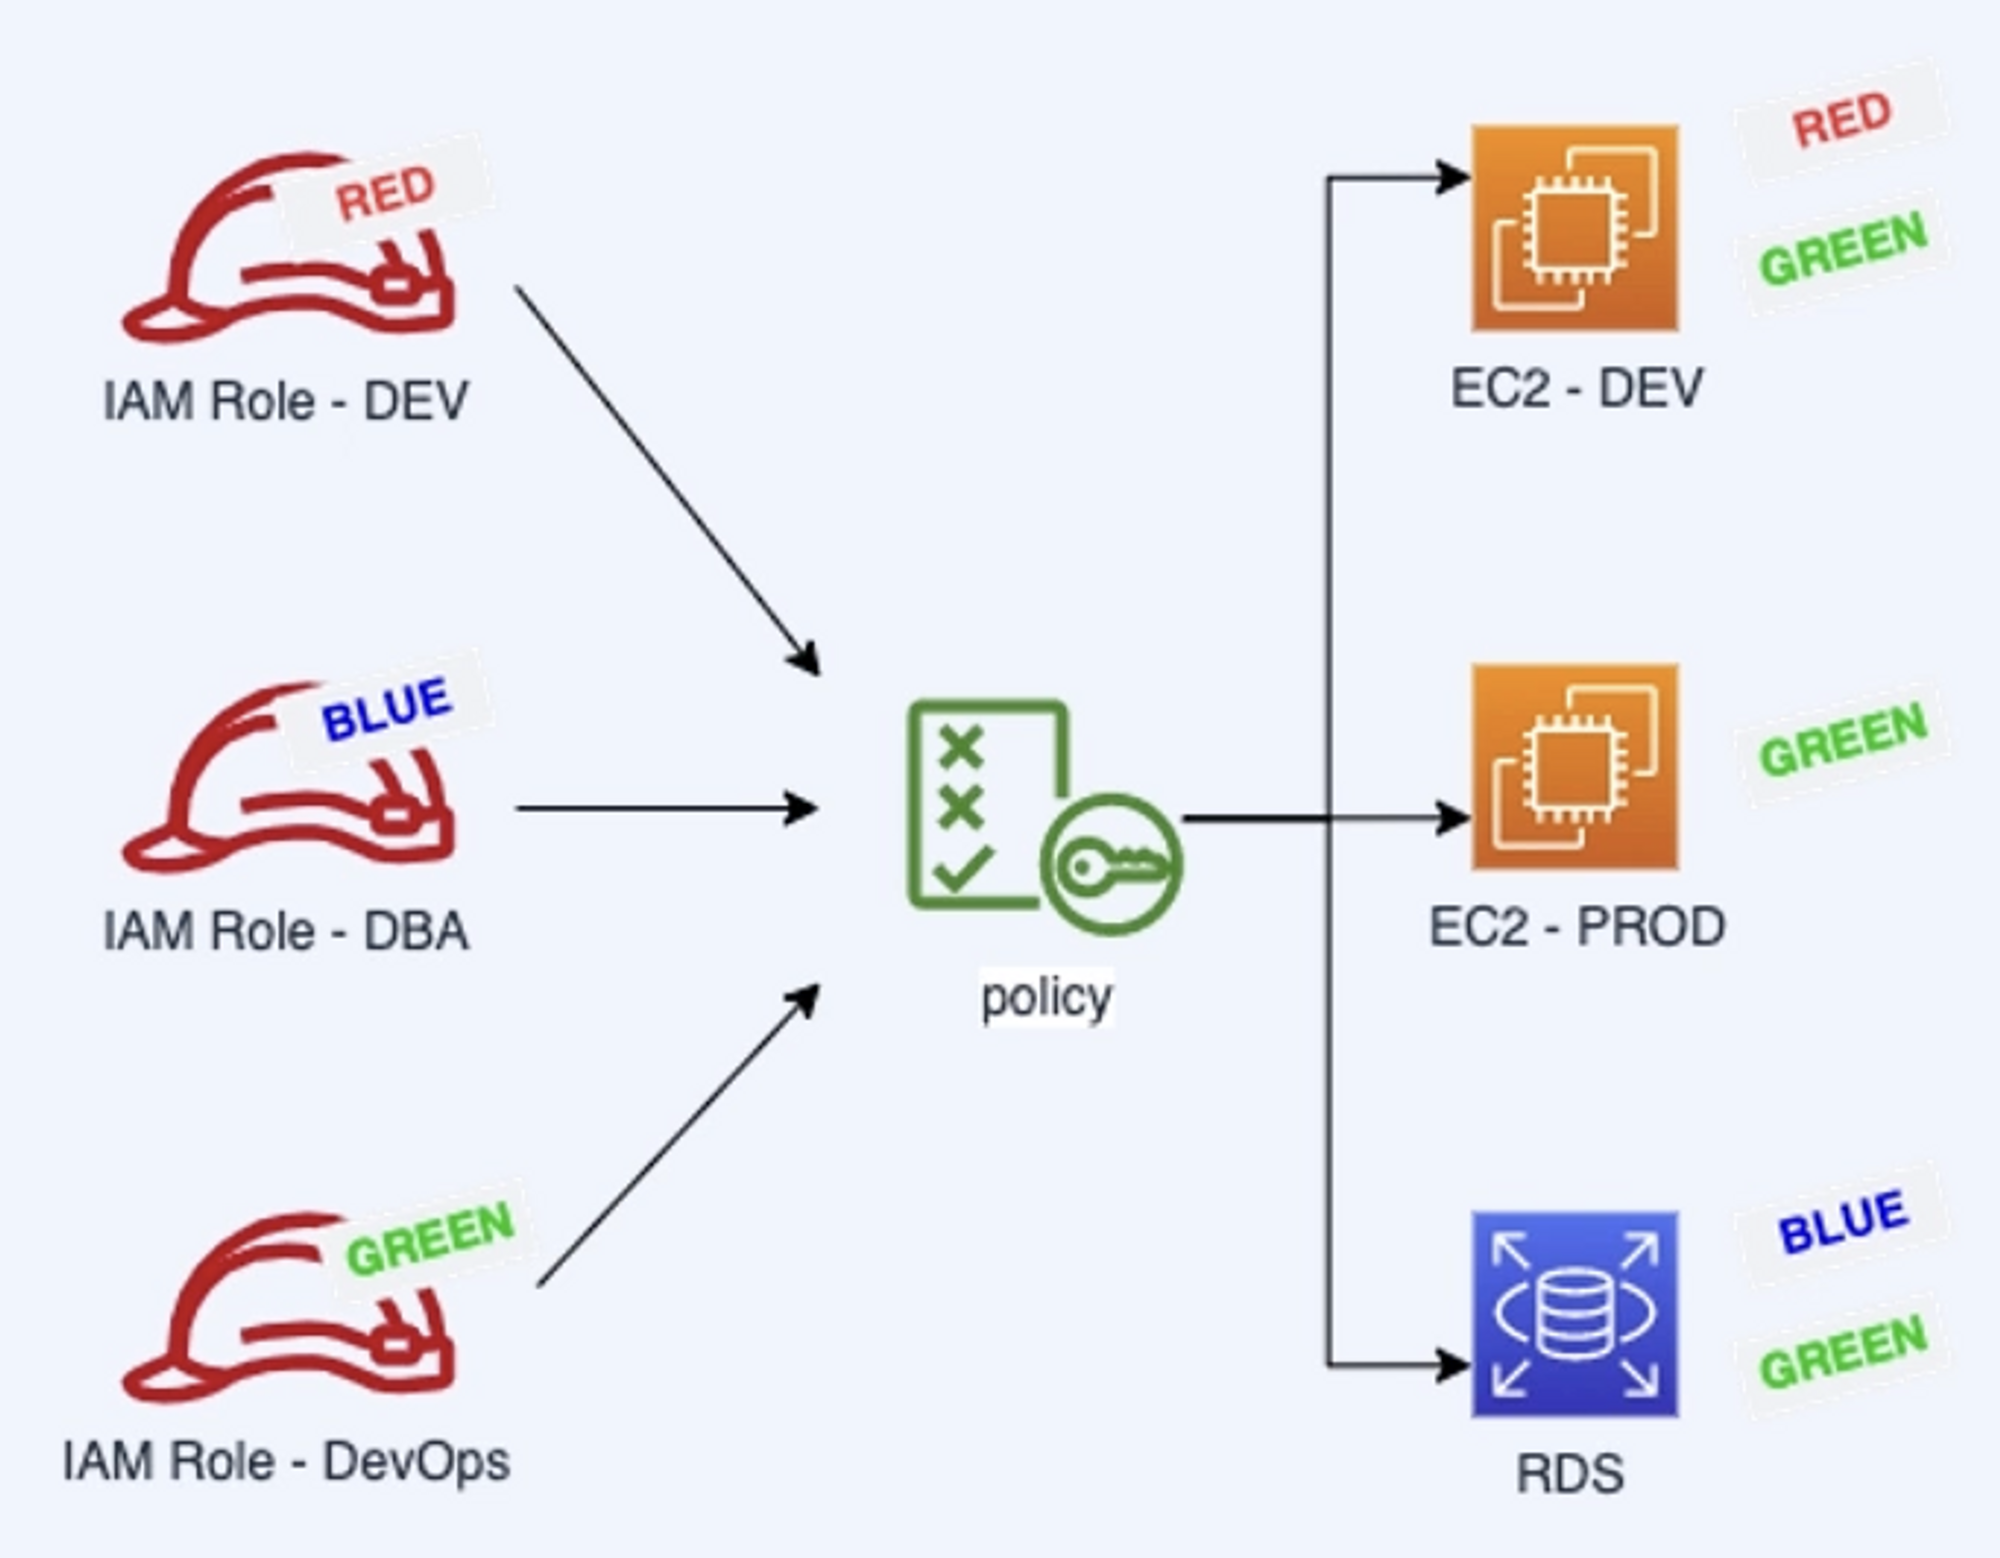 RED
IAM Role - DEV
BLUE
IAM Role - DBA
GREEN
IAM Role - DevOps
policy
RED
GREEN
EC2 - DEV
GREEN
EC2 - PROD
BLUE
GREEN
RDS